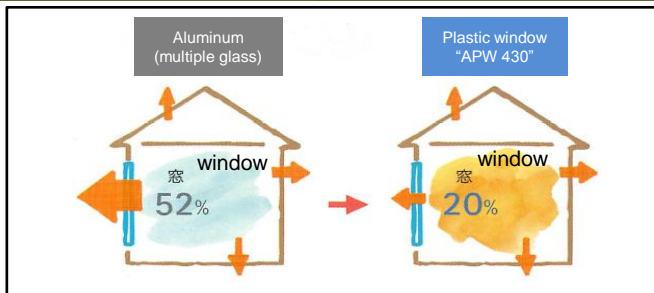 Aluminum
(multiple glass)
Plastic window
“APW 430”
窓
window
52%
窓
window
20%